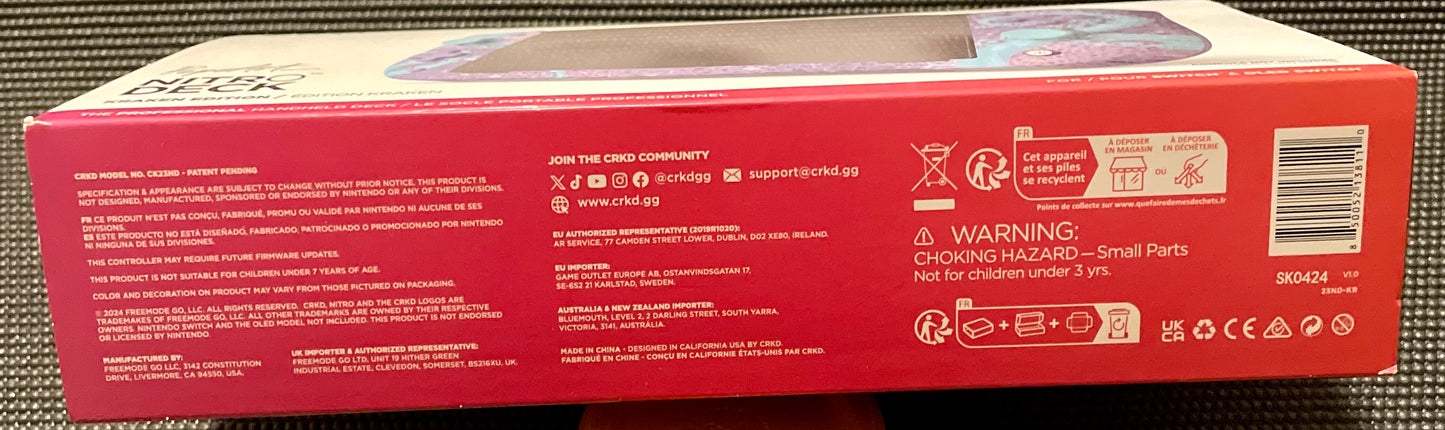 NITRO
DECK™
KRAKEN EDITION / ÉDITION KRAKEN
THE PROFESSIONAL HANDHELD DECK / LE SOCLE PORTABLE PROFESSIONNEL
FOR / POUR SWITCH™ & OLED SWITCH
CRKD MODEL NO. CK23ND - PATENT PENDING
SPECIFICATION & APPEARANCE ARE SUBJECT TO CHANGE WITHOUT PRIOR NOTICE. THIS PRODUCT IS
NOT DESIGNED, MANUFACTURED, SPONSORED OR ENDORSED BY NINTENDO OR ANY OF THEIR DIVISIONS.
FR CE PRODUIT N'EST PAS CONÇU, FABRIQUÉ, PROMU OU VALIDÉ PAR NINTENDO NI AUCUNE DE SES
DIVISIONS.
ES ESTE PRODUCTO NO ESTÁ DISEÑADO, FABRICADO, PATROCINADO O PROMOCIONADO POR NINTENDO
NI NINGUNA DE SUS DIVISIONES.
THIS CONTROLLER MAY REQUIRE FUTURE FIRMWARE UPDATES.
THIS PRODUCT IS NOT SUITABLE FOR CHILDREN UNDER 7 YEARS OF AGE.
COLOR AND DECORATION ON PRODUCT MAY VARY FROM THOSE PICTURED ON PACKAGING.
© 2024 FREEMODE GO, LLC. ALL RIGHTS RESERVED. CRKD, NITRO AND THE CRKD LOGOS ARE
TRADEMAKES OF FREEMODE GO, LLC. ALL OTHER TRADEMARKS ARE OWNED BY THEIR RESPECTIVE
OWNERS. NINTENDO SWITCH AND THE OLED MODEL NOT INCLUDED. THIS PRODUCT IS NOT ENDORSED
OR LICENSED BY NINTENDO.
MANUFACTURED BY:
FREEMODE GO LLC, 3142 CONSTITUTION
DRIVE, LIVERMORE, CA 94550, USA.
UK IMPORTER & AUTHORIZED REPRESENTATIVE:
FREEMODE GO LTD, UNIT 19 HITHER GREEN
INDUSTRIAL ESTATE, CLEVEDON, SOMERSET, BS216XU, UK.
JOIN THE CRKD COMMUNITY
@crkdgg
support@crkd.gg
www.crkd.gg
EU AUTHORIZED REPRESENTATIVE (2019R1020):
AR SERVICE, 77 CAMDEN STREET LOWER, DUBLIN, D02 XE80, IRELAND.
EU IMPORTER:
GAME OUTLET EUROPE AB, OSTANVINDSGATAN 17,
SE-652 21 KARLSTAD, SWEDEN.
AUSTRALIA & NEW ZEALAND IMPORTER:
BLUEMOUTH, LEVEL 2, 2 DARLING STREET, SOUTH YARRA,
VICTORIA, 3141, AUSTRALIA.
MADE IN CHINA - DESIGNED IN CALIFORNIA USA BY CRKD.
FABRIQUÉ EN CHINE - CONÇU EN CALIFORNIE ÉTATS-UNIS PAR CRKD.
FR
Cet appareil
et ses piles
se recyclent
À DÉPOSER
EN MAGASIN
OU
À DÉPOSER
EN DÉCHÈTERIE
Points de collecte sur www.quefairedemesdechets.fr
WARNING:
CHOKING HAZARD — Small Parts
Not for children under 3 yrs.
FR
+ +
UK
CA
CE
8 50052 11381 0
SK0424 V1.0
23ND-KR